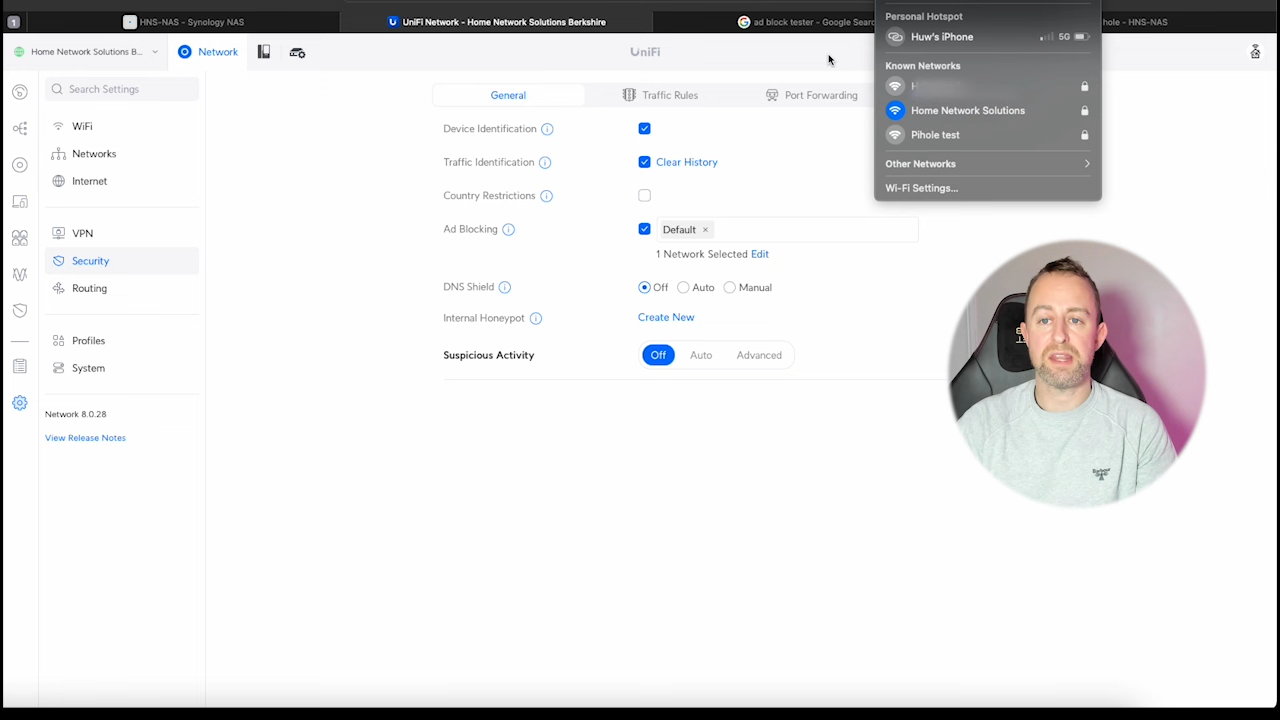 1
HNS-NAS - Synology NAS
UniFi Network - Home Network Solutions Berkshire
ad block tester - Google Searc
hole - HNS-NAS
Home Network Solutions B...
Network
UniFi
Personal Hotspot
Huw's iPhone
5G
Known Networks
H
Home Network Solutions
Pihole test
Other Networks
Wi-Fi Settings...
Search Settings
WiFi
Networks
Internet
VPN
Security
Routing
Profiles
System
Network 8.0.28
View Release Notes
General
Traffic Rules
Port Forwarding
Device Identification
Traffic Identification
Clear History
Country Restrictions
Ad Blocking
Default ×
1 Network Selected Edit
DNS Shield
Off
Auto
Manual
Internal Honeypot
Create New
Suspicious Activity
Off
Auto
Advanced